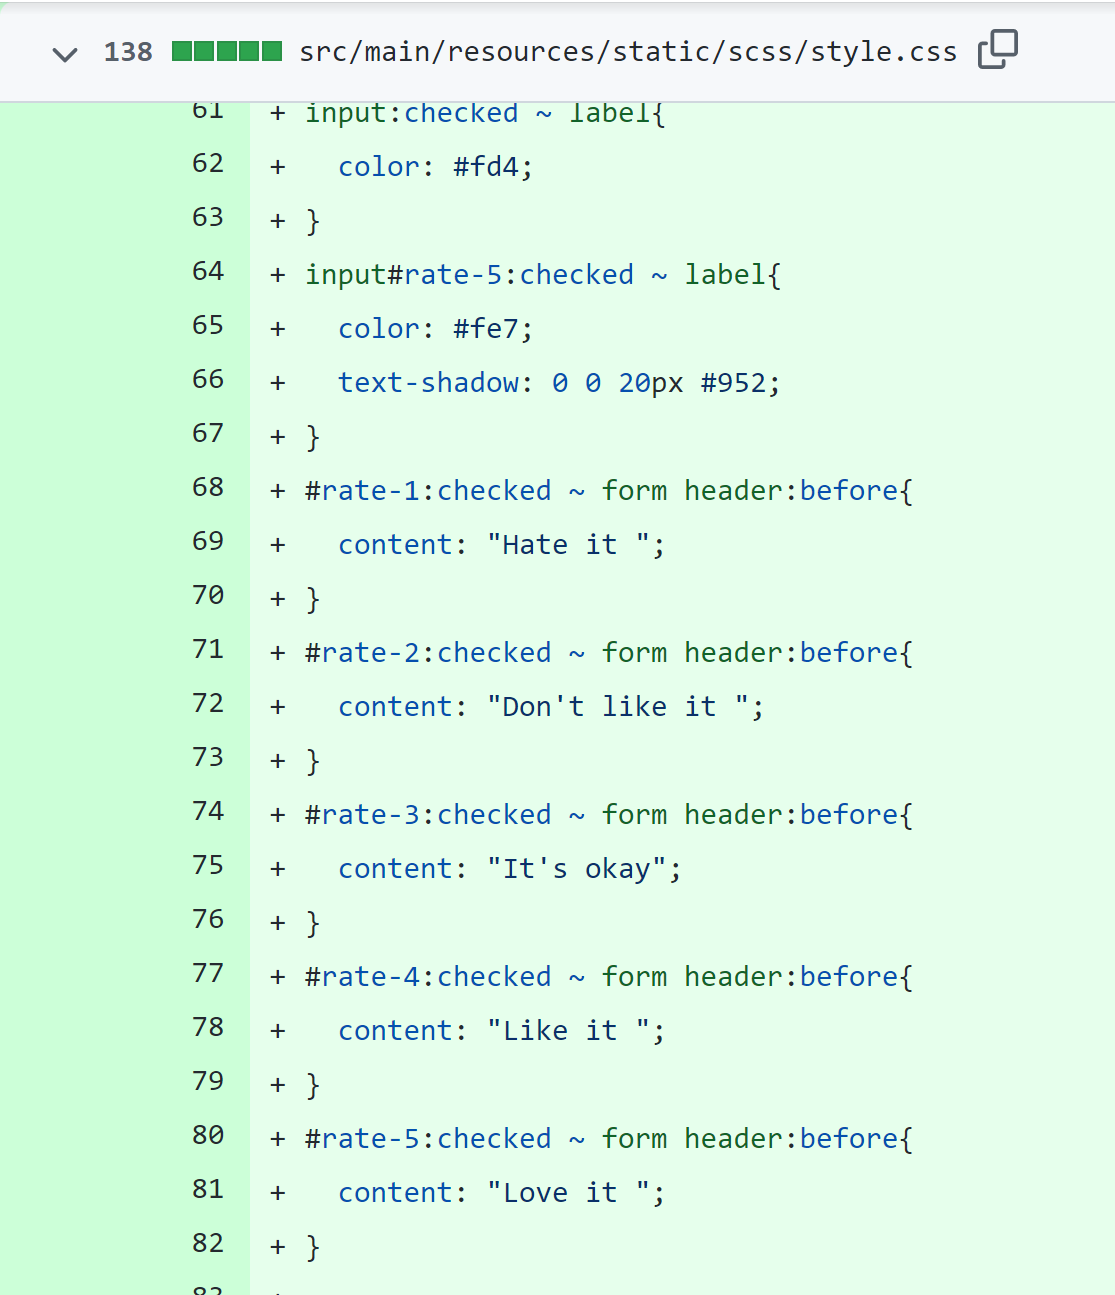 138 src/main/resources/static/scss/style.css
61 + input:checked ~ label{
62 + color: #fd4;
63 + }
64 + input#rate-5:checked ~ label{
65 + color: #fe7;
66 + text-shadow: 0 0 20px #952;
67 + }
68 + #rate-1:checked ~ form header:before{
69 + content: "Hate it ";
70 + }
71 + #rate-2:checked ~ form header:before{
72 + content: "Don't like it ";
73 + }
74 + #rate-3:checked ~ form header:before{
75 + content: "It's okay";
76 + }
77 + #rate-4:checked ~ form header:before{
78 + content: "Like it ";
79 + }
80 + #rate-5:checked ~ form header:before{
81 + content: "Love it ";
82 + }